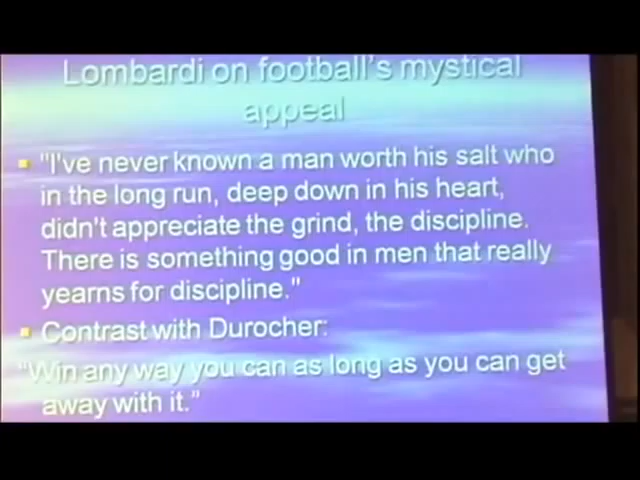 Lombardi on football's mystical
appeal
"I've never known a man worth his salt who
in the long run, deep down in his heart,
didn't appreciate the grind, the discipline.
There is something good in men that really
yearns for discipline."
Contrast with Durocher:
"Win any way you can as long as you can get
away with it."